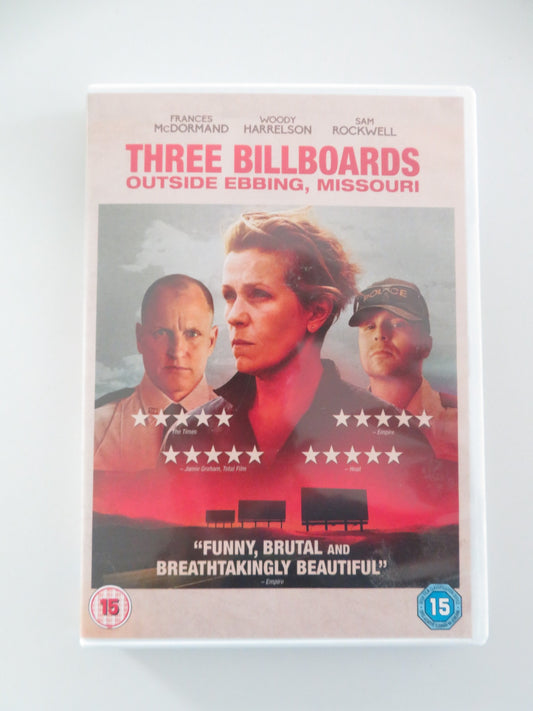 FRANCES WOODY SAM
McDORMAND HARRELSON ROCKWELL
THREE BILLBOARDS
OUTSIDE EBBING, MISSOURI
POLICE
The Times
– Empire
– Jamie Graham, Total Film
– Heat
"FUNNY, BRUTAL AND
BREATHTAKINGLY BEAUTIFUL"
– Empire
15
15